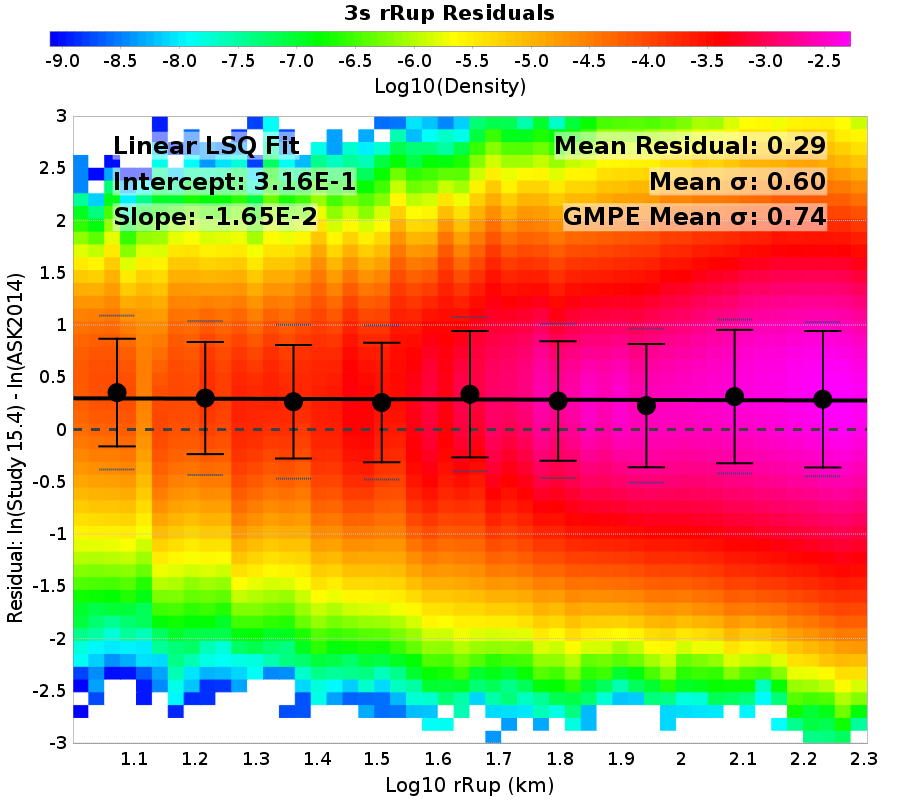 3s rRup Residuals
-9.0 -8.5 -8.0 -7.5 -7.0 -6.5 -6.0 -5.5 -5.0 -4.5 -4.0 -3.5 -3.0 -2.5
Log10(Density)
Linear LSQ Fit
Intercept: 3.16E-1
Slope: -1.65E-2
Mean Residual: 0.29
Mean σ: 0.60
GMPE Mean σ: 0.74
Residual: ln(Study 15.4) - ln(ASK2014)
3
2.5
2
1.5
1
0.5
0
-0.5
-1
-1.5
-2
-2.5
-3
1.1 1.2 1.3 1.4 1.5 1.6 1.7 1.8 1.9 2 2.1 2.2 2.3
Log10 rRup (km)